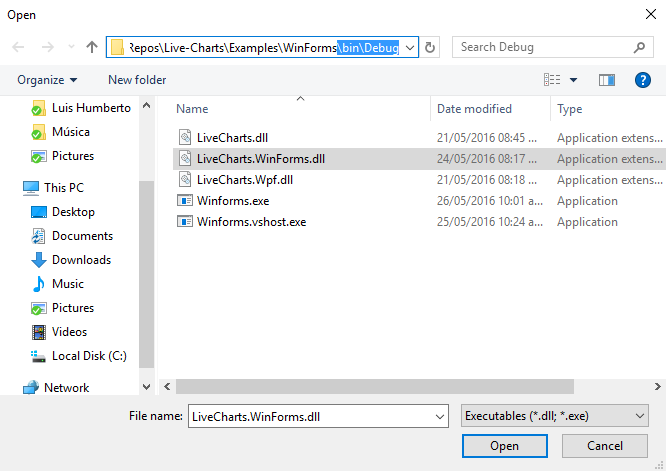 Open
Repos\Live-Charts\Examples\WinForms\bin\Debug
Search Debug
Organize
New folder
Luis Humberto
Música
Pictures
This PC
Desktop
Documents
Downloads
Music
Pictures
Videos
Local Disk (C:)
Network
Name Date modified Type
LiveCharts.dll 21/05/2016 08:45 ... Application extens...
LiveCharts.WinForms.dll 24/05/2016 08:17 ... Application extens...
LiveCharts.Wpf.dll 21/05/2016 08:18 ... Application extens...
Winforms.exe 26/05/2016 10:01 a... Application
Winforms.vshost.exe 25/05/2016 10:24 a... Application
File name: LiveCharts.WinForms.dll Executables (*.dll; *.exe)
Open Cancel